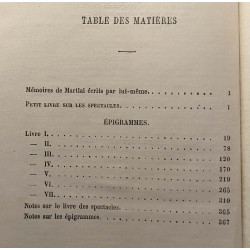 TABLE DES MATIÈRES
Mémoires de Martial écrits par lui-même. . . . . . 1
PETIT LIVRE SUR LES SPECTACLES. . . . . . . 1
ÉPIGRAMMES.
Livre I. . . . . . . . . . . . . . . . 19
— II. . . . . . . . . . . . . . . . 78
— III. . . . . . . . . . . . . . . . 120
— IV. . . . . . . . . . . . . . . . 170
— V. . . . . . . . . . . . . . . . 219
— VI. . . . . . . . . . . . . . . . 265
— VII. . . . . . . . . . . . . . . . 310
Notes sur le livre des spectacles. . . . . . . . 365
Notes sur les épigrammes. . . . . . . . . . 367